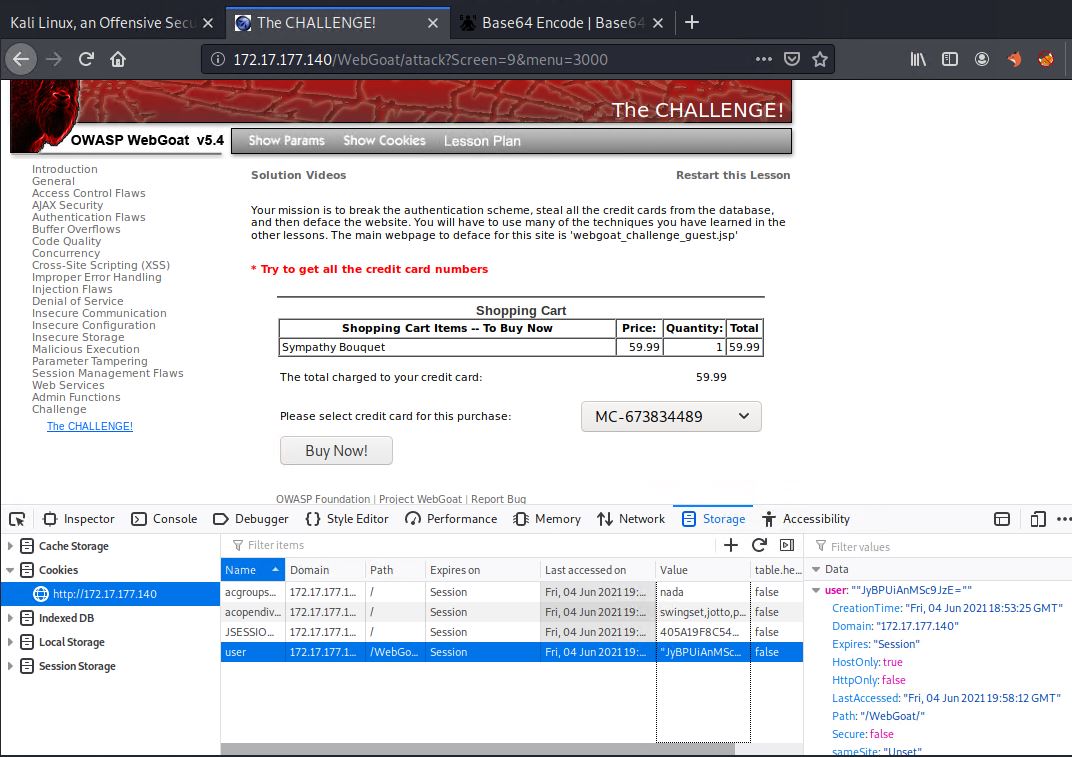 Kali Linux, an Offensive Secu
The CHALLENGE!
Base64 Encode | Base64
172.17.177.140/WebGoat/attack?Screen=9&menu=3000
The CHALLENGE!
OWASP WebGoat v5.4
Show Params Show Cookies Lesson Plan
Introduction
General
Access Control Flaws
AJAX Security
Authentication Flaws
Buffer Overflows
Code Quality
Concurrency
Cross-Site Scripting (XSS)
Improper Error Handling
Injection Flaws
Denial of Service
Insecure Communication
Insecure Configuration
Insecure Storage
Malicious Execution
Parameter Tampering
Session Management Flaws
Web Services
Admin Functions
Challenge
The CHALLENGE!
Solution Videos Restart this Lesson
Your mission is to break the authentication scheme, steal all the credit cards from the database,
and then deface the website. You will have to use many of the techniques you have learned in the
other lessons. The main webpage to deface for this site is 'webgoat_challenge_guest.jsp'
* Try to get all the credit card numbers
Shopping Cart
Shopping Cart Items -- To Buy Now Price: Quantity: Total
Sympathy Bouquet 59.99 1 59.99
The total charged to your credit card: 59.99
Please select credit card for this purchase: MC-673834489
Buy Now!
OWASP Foundation | Project WebGoat | Report Bug
Inspector Console Debugger Style Editor Performance Memory Network Storage Accessibility
Cache Storage
Cookies
http://172.17.177.140
Indexed DB
Local Storage
Session Storage
Filter items
Name Domain Path Expires on Last accessed on Value table.he...
acgroups... 172.17.177.1... / Session Fri, 04 Jun 2021 19:... nada false
acopendiv... 172.17.177.1... / Session Fri, 04 Jun 2021 19:... swingset,jotto,p... false
JSESSIO... 172.17.177.1... / Session Fri, 04 Jun 2021 19:... 405A19F8C54... false
user 172.17.177.1... /WebGo... Session Fri, 04 Jun 2021 19:... "JyBPUiAnMSc... false
Filter values
Data
user: ""JyBPUiAnMSc9JzE=""
CreationTime: "Fri, 04 Jun 2021 18:53:25 GMT"
Domain: "172.17.177.140"
Expires: "Session"
HostOnly: true
HttpOnly: false
LastAccessed: "Fri, 04 Jun 2021 19:58:12 GMT"
Path: "/WebGoat/"
Secure: false
sameSite: "Unset"